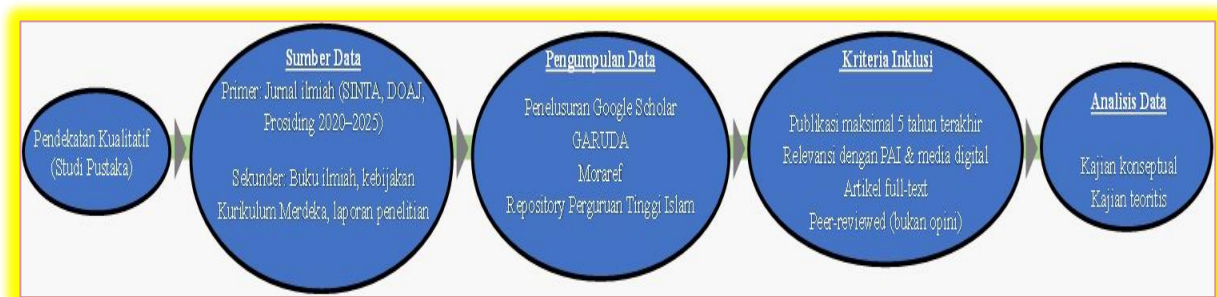 Pendekatan Kualitatif
(Studi Pustaka)
Sumber Data
Primer: Jurnal ilmiah (SINTA, DOAJ,
Prosiding 2020–2025)
Sekunder: Buku ilmiah, kebijakan
Kurikulum Merdeka, laporan penelitian
Pengumpulan Data
Penelusuran Google Scholar
GARUDA
Moraref
Repository Perguruan Tinggi Islam
Kriteria Inklusi
Publikasi maksimal 5 tahun terakhir
Relevansi dengan PAI & media digital
Artikel full-text
Peer-reviewed (bukan opini)
Analisis Data
Kajian konseptual
Kajian teoritis